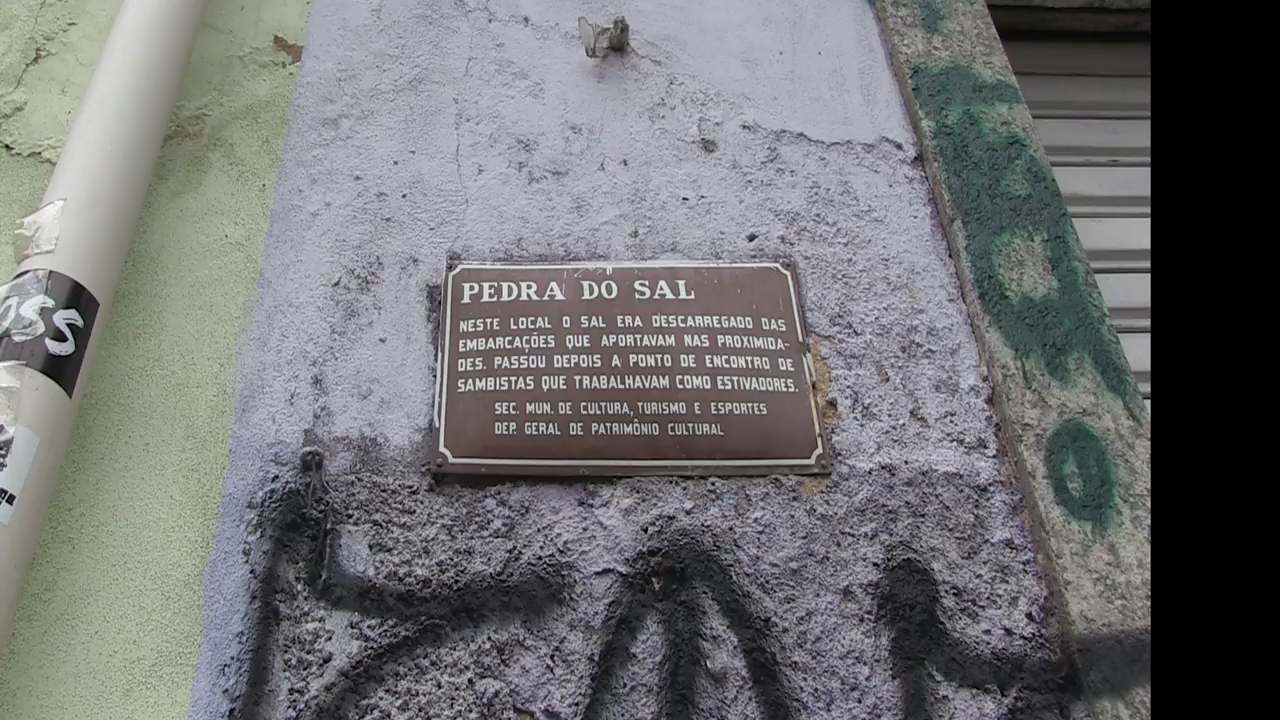 PEDRA DO SAL
NESTE LOCAL O SAL ERA DESCARREGADO DAS
EMBARCAÇÕES QUE APORTAVAM NAS PROXIMIDA-
DES. PASSOU DEPOIS A PONTO DE ENCONTRO DE
SAMBISTAS QUE TRABALHAVAM COMO ESTIVADORES.
SEC. MUN. DE CULTURA, TURISMO E ESPORTES
DEP. GERAL DE PATRIMÔNIO CULTURAL